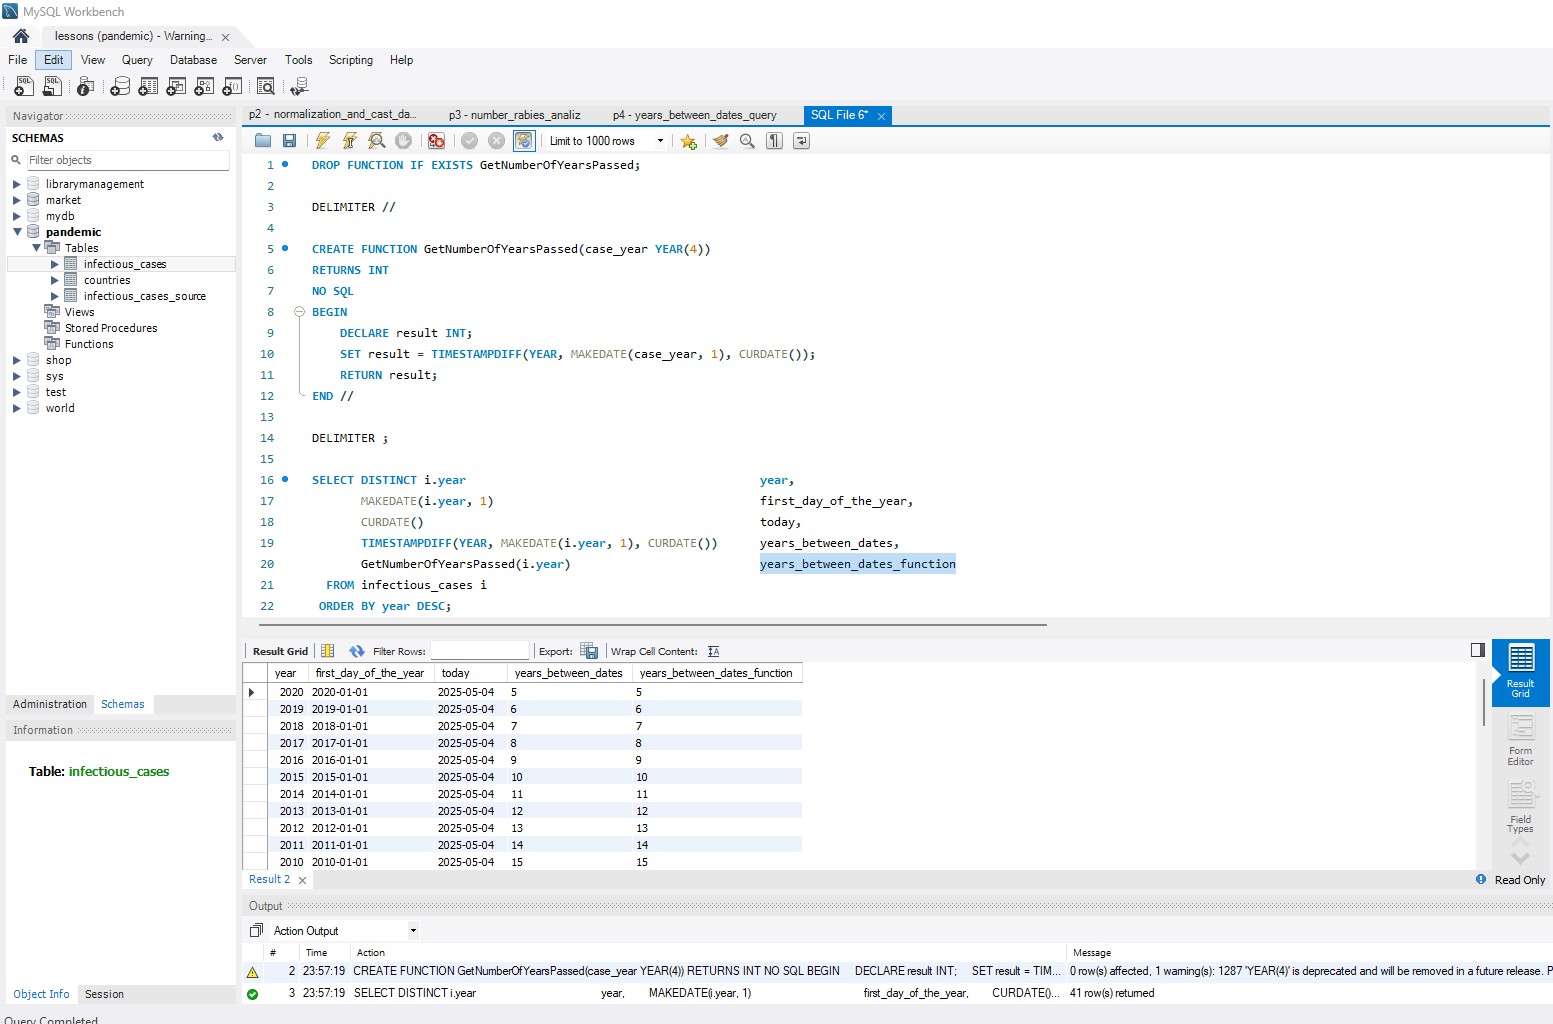 MySQL Workbench
lessons (pandemic) - Warning...
File Edit View Query Database Server Tools Scripting Help
Navigator
SCHEMAS
Filter objects
librarymanagement
market
mydb
pandemic
Tables
infectious_cases
countries
infectious_cases_source
Views
Stored Procedures
Functions
shop
sys
test
world
Administration Schemas
Information
Table: infectious_cases
Object Info Session
Query Completed
p2 - normalization_and_cast_da... p3 - number_rabies_analiz p4 - years_between_dates_query SQL File 6*
Limit to 1000 rows
1 DROP FUNCTION IF EXISTS GetNumberOfYearsPassed;
2
3 DELIMITER //
4
5 CREATE FUNCTION GetNumberOfYearsPassed(case_year YEAR(4))
6 RETURNS INT
7 NO SQL
8 BEGIN
9 DECLARE result INT;
10 SET result = TIMESTAMPDIFF(YEAR, MAKEDATE(case_year, 1), CURDATE());
11 RETURN result;
12 END //
13
14 DELIMITER ;
15
16 SELECT DISTINCT i.year year,
17 MAKEDATE(i.year, 1) first_day_of_the_year,
18 CURDATE() today,
19 TIMESTAMPDIFF(YEAR, MAKEDATE(i.year, 1), CURDATE()) years_between_dates,
20 GetNumberOfYearsPassed(i.year) years_between_dates_function
21 FROM infectious_cases i
22 ORDER BY year DESC;
Result Grid Filter Rows: Export: Wrap Cell Content:
year first_day_of_the_year today years_between_dates years_between_dates_function
2020 2020-01-01 2025-05-04 5 5
2019 2019-01-01 2025-05-04 6 6
2018 2018-01-01 2025-05-04 7 7
2017 2017-01-01 2025-05-04 8 8
2016 2016-01-01 2025-05-04 9 9
2015 2015-01-01 2025-05-04 10 10
2014 2014-01-01 2025-05-04 11 11
2013 2013-01-01 2025-05-04 12 12
2012 2012-01-01 2025-05-04 13 13
2011 2011-01-01 2025-05-04 14 14
2010 2010-01-01 2025-05-04 15 15
Result Grid
Form Editor
Field Types
Result 2
Read Only
Output
Action Output
# Time Action Message
2 23:57:19 CREATE FUNCTION GetNumberOfYearsPassed(case_year YEAR(4)) RETURNS INT NO SQL BEGIN DECLARE result INT; SET result = TIM... 0 row(s) affected, 1 warning(s): 1287 'YEAR(4)' is deprecated and will be removed in a future release. P
3 23:57:19 SELECT DISTINCT i.year year, MAKEDATE(i.year, 1) first_day_of_the_year, CURDATE()... 41 row(s) returned